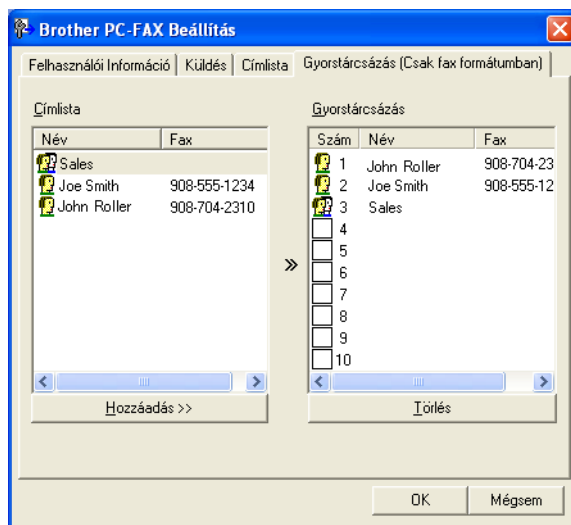 Brother PC-FAX Beállítás
Felhasználói Információ Küldés Címlista Gyorstárcsázás (Csak fax formátumban)
Címlista
Név Fax
Sales
Joe Smith 908-555-1234
John Roller 908-704-2310
Hozzáadás >>
»
Gyorstárcsázás
Szám Név Fax
1 John Roller 908-704-23
2 Joe Smith 908-555-12
3 Sales
4
5
6
7
8
9
10
Törlés
OK Mégsem